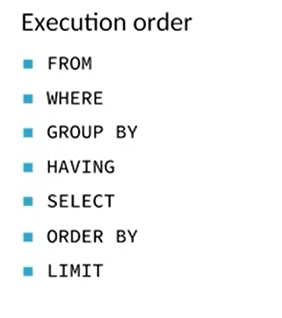 Execution order
FROM
WHERE
GROUP BY
HAVING
SELECT
ORDER BY
LIMIT